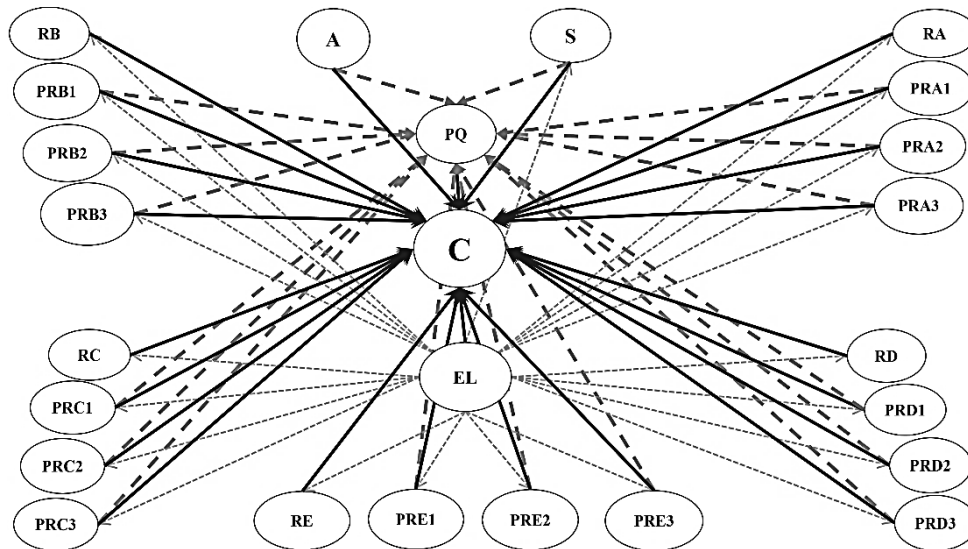 RB
A
S
RA
PRB1
PRA1
PQ
PRB2
PRA2
PRB3
PRA3
C
RC
EL
RD
PRC1
PRD1
PRC2
PRD2
RE
PRE1
PRE2
PRE3
PRC3
PRD3